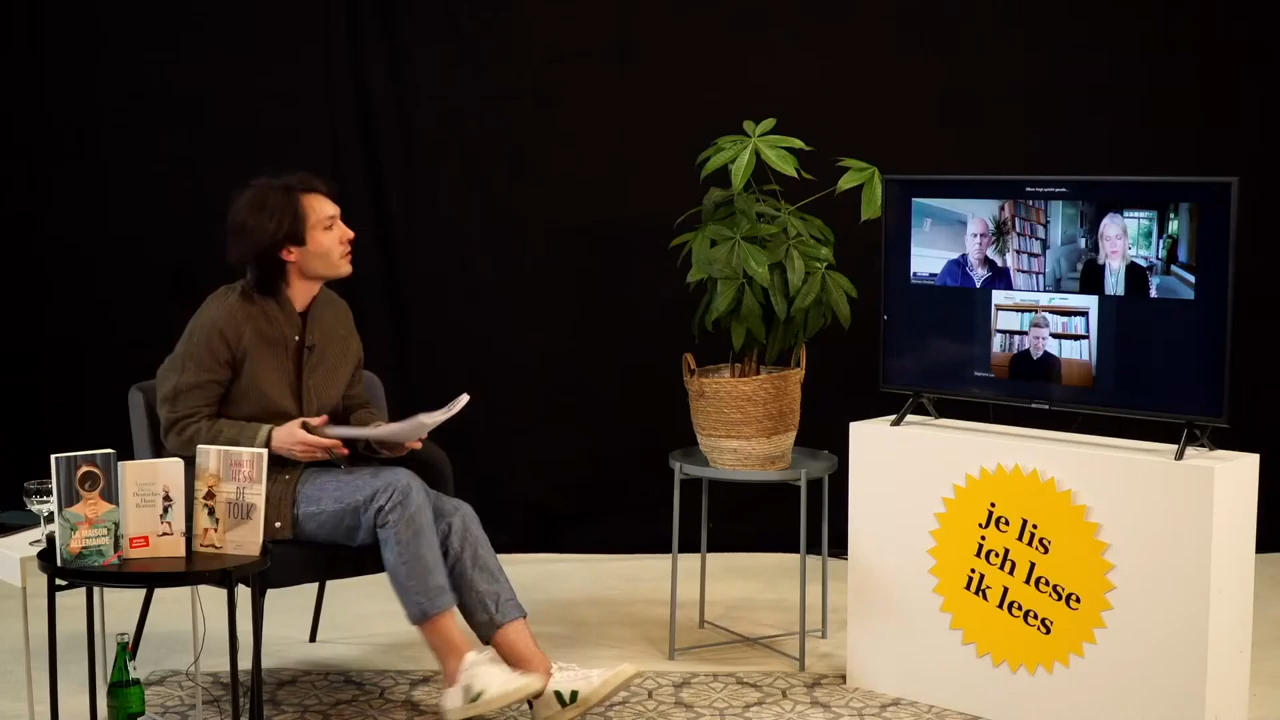 LA MAISON
ALLEMANDE
Annette
Hess
Deutsches
Haus
Roman
ANNETTE
HESS
DE
TOLK
je lis
ich lese
ik lees